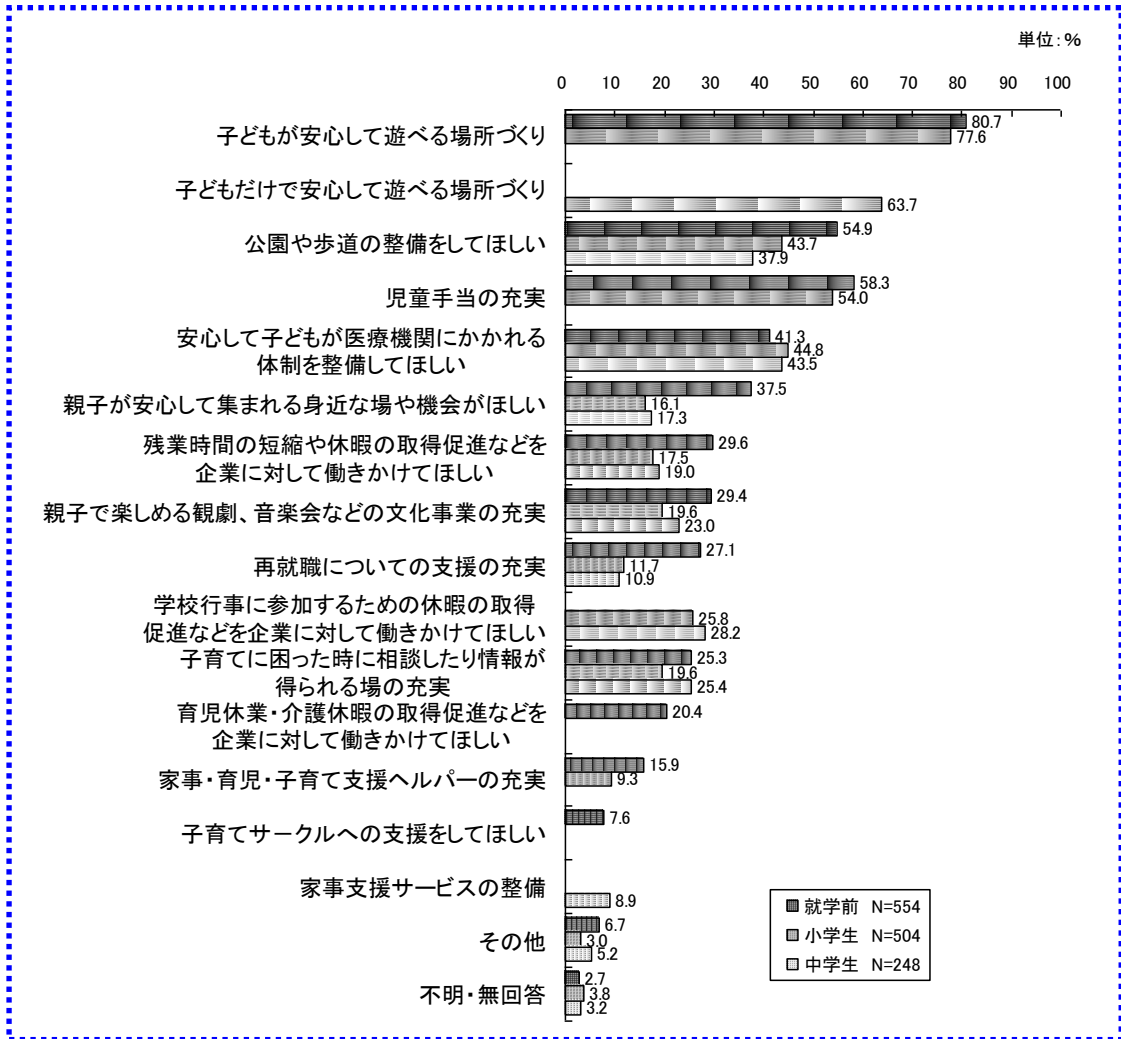 単位：％
0 10 20 30 40 50 60 70 80 90 100
子どもが安心して遊べる場所づくり
80.7
77.6
子どもだけで安心して遊べる場所づくり
63.7
公園や歩道の整備をしてほしい
54.9
43.7
37.9
児童手当の充実
58.3
54.0
安心して子どもが医療機関にかかれる
体制を整備してほしい
41.3
44.8
43.5
親子が安心して集まれる身近な場や機会がほしい
37.5
16.1
17.3
残業時間の短縮や休暇の取得促進などを
企業に対して働きかけてほしい
29.6
17.5
19.0
親子で楽しめる観劇、音楽会などの文化事業の充実
29.4
19.6
23.0
再就職についての支援の充実
27.1
11.7
10.9
学校行事に参加するための休暇の取得
促進などを企業に対して働きかけてほしい
25.8
28.2
子育てに困った時に相談したり情報が
得られる場の充実
25.3
19.6
25.4
育児休業・介護休暇の取得促進などを
企業に対して働きかけてほしい
20.4
家事・育児・子育て支援ヘルパーの充実
15.9
9.3
子育てサークルへの支援をしてほしい
7.6
家事支援サービスの整備
8.9
その他
6.7
3.0
5.2
不明・無回答
2.7
3.8
3.2
就学前 N=554
小学生 N=504
中学生 N=248